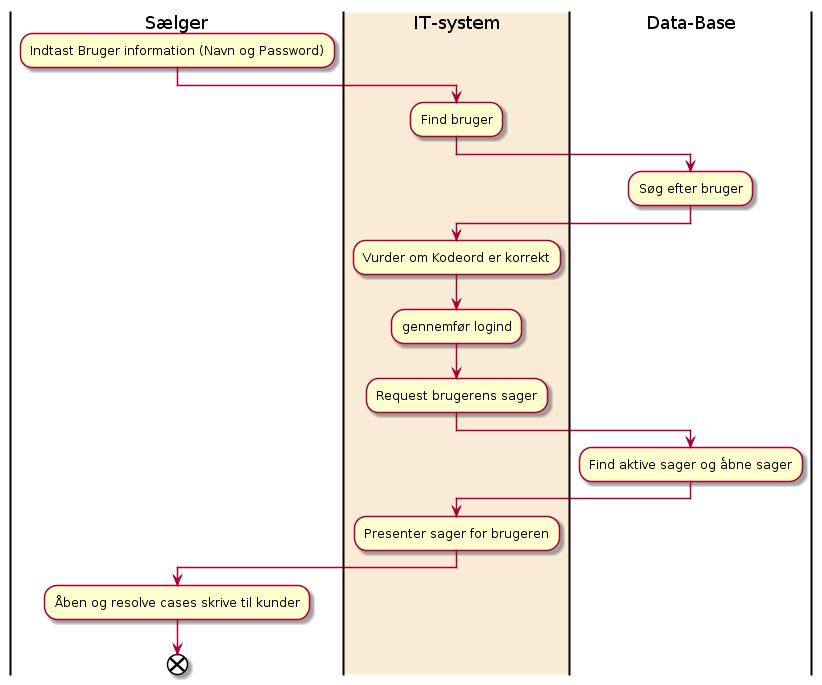 Sælger
IT-system
Data-Base
Indtast Bruger information (Navn og Password)
Find bruger
Søg efter bruger
Vurder om Kodeord er korrekt
gennemfør logind
Request brugerens sager
Find aktive sager og åbne sager
Presenter sager for brugeren
Åben og resolve cases skrive til kunder